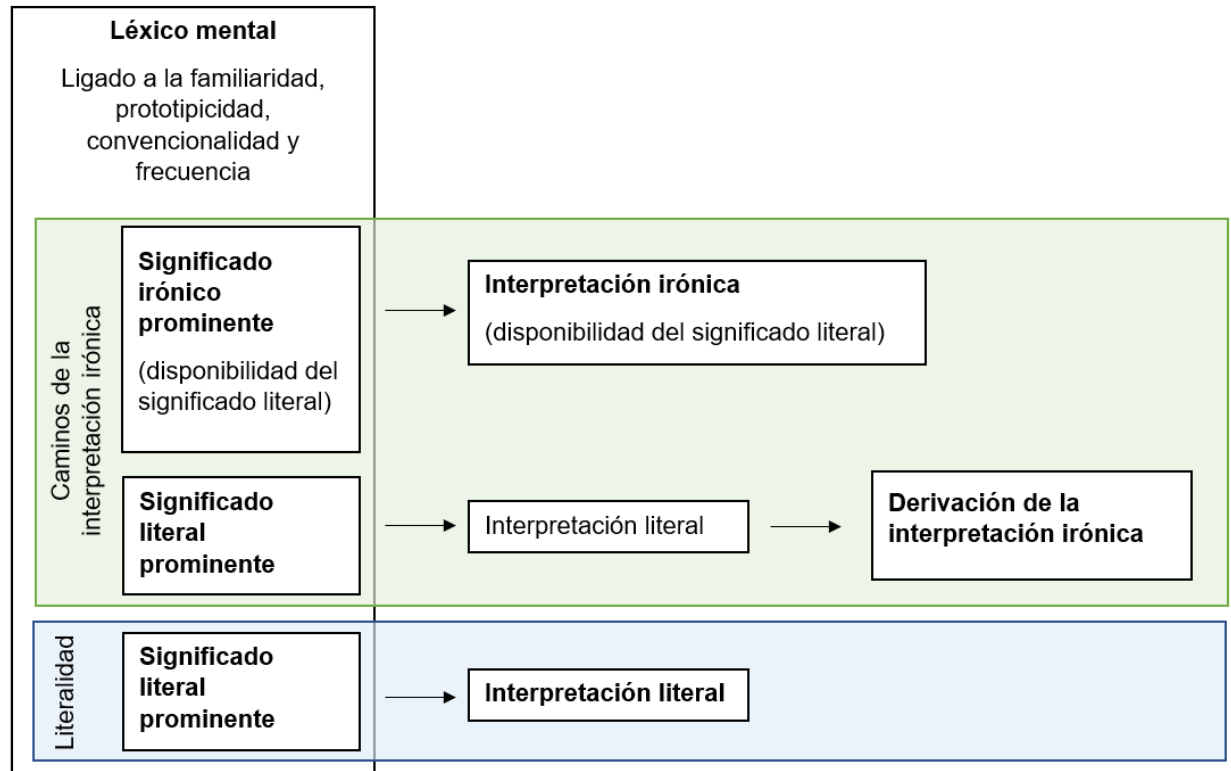 Léxico mental
Ligado a la familiaridad,
prototipicidad,
convencionalidad y
frecuencia
Caminos de la
interpretación irónica
Significado
irónico
prominente
(disponibilidad del
significado literal)
Interpretación irónica
(disponibilidad del significado literal)
Significado
literal
prominente
Interpretación literal
Derivación de la
interpretación irónica
Literalidad
Significado
literal
prominente
Interpretación literal